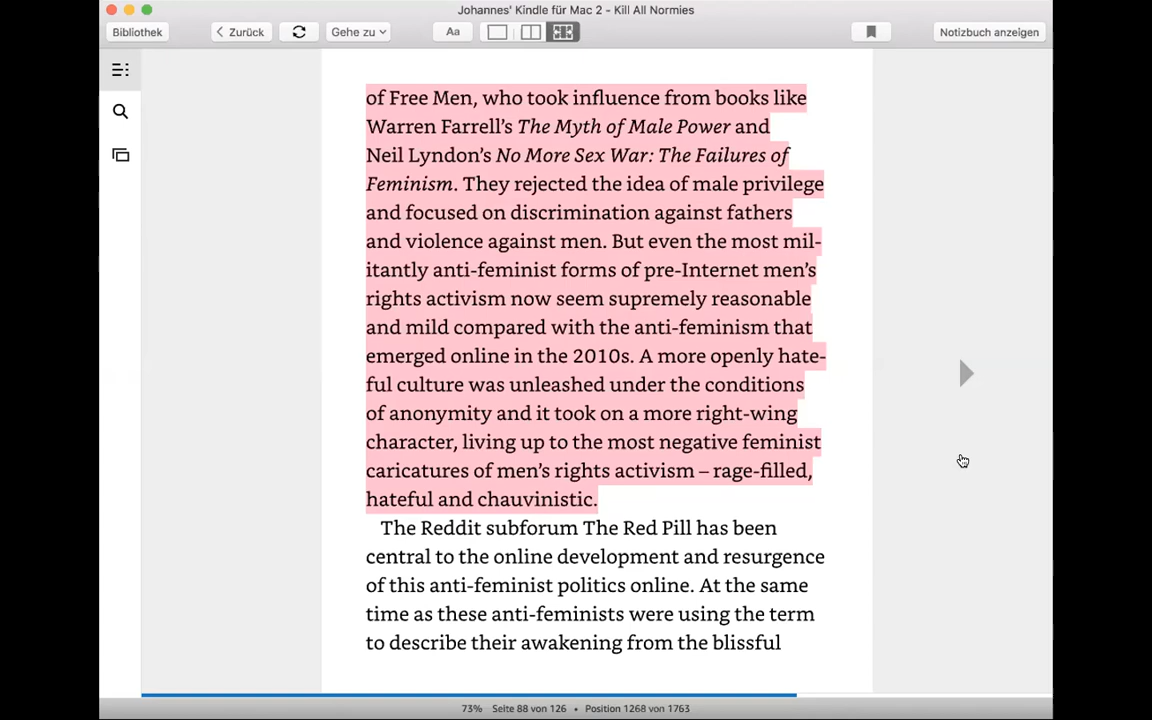 Johannes' Kindle für Mac 2 - Kill All Normies
Bibliothek
Zurück
Gehe zu
Aa
Notizbuch anzeigen
of Free Men, who took influence from books like
Warren Farrell's The Myth of Male Power and
Neil Lyndon's No More Sex War: The Failures of
Feminism. They rejected the idea of male privilege
and focused on discrimination against fathers
and violence against men. But even the most mil-
itantly anti-feminist forms of pre-Internet men's
rights activism now seem supremely reasonable
and mild compared with the anti-feminism that
emerged online in the 2010s. A more openly hate-
ful culture was unleashed under the conditions
of anonymity and it took on a more right-wing
character, living up to the most negative feminist
caricatures of men's rights activism – rage-filled,
hateful and chauvinistic.
The Reddit subforum The Red Pill has been
central to the online development and resurgence
of this anti-feminist politics online. At the same
time as these anti-feminists were using the term
to describe their awakening from the blissful
73% Seite 88 von 126 • Position 1268 von 1763